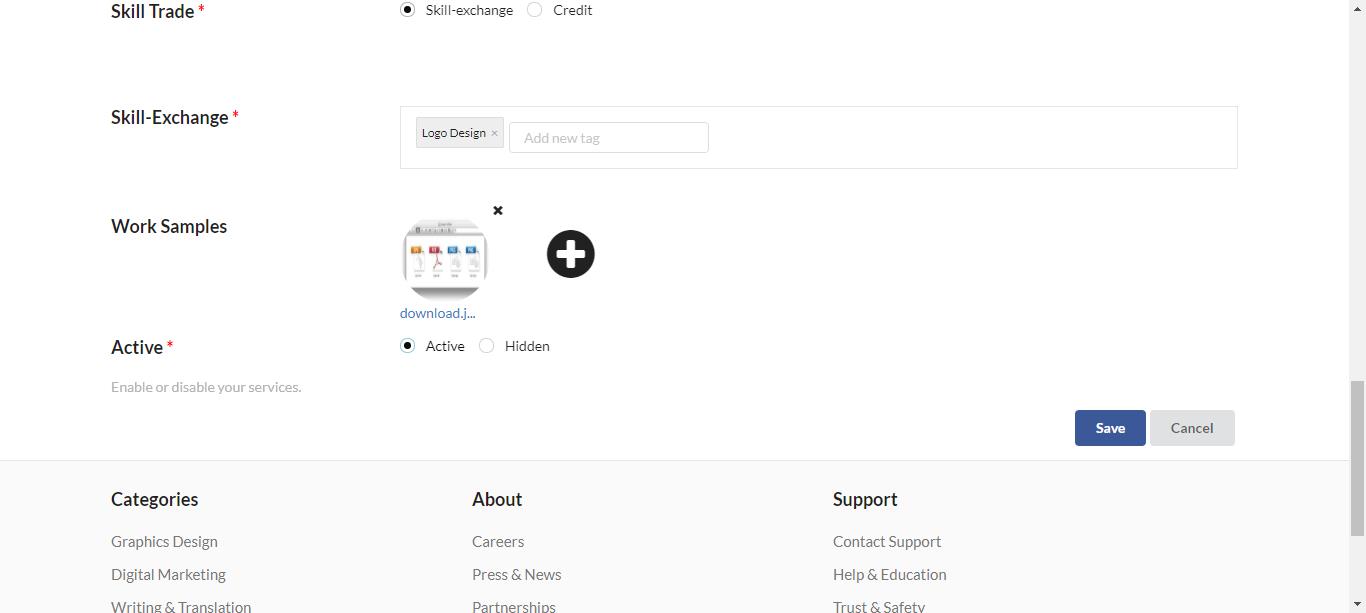 Skill Trade *
Skill-exchange Credit
Skill-Exchange *
Logo Design ×
Add new tag
Work Samples
download.j...
Active *
Active Hidden
Enable or disable your services.
Save Cancel
Categories About Support
Graphics Design Careers Contact Support
Digital Marketing Press & News Help & Education
Writing & Translation Partnerships Trust & Safety